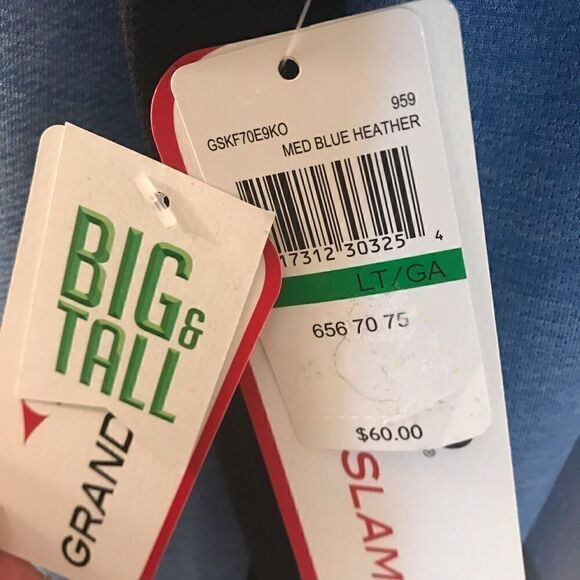 BIG &
TALL
GRAND
959
GSKF70E9KO
MED BLUE HEATHER
17312 30325 4
LT/GA
656 70 75
$60.00
®
SLAM